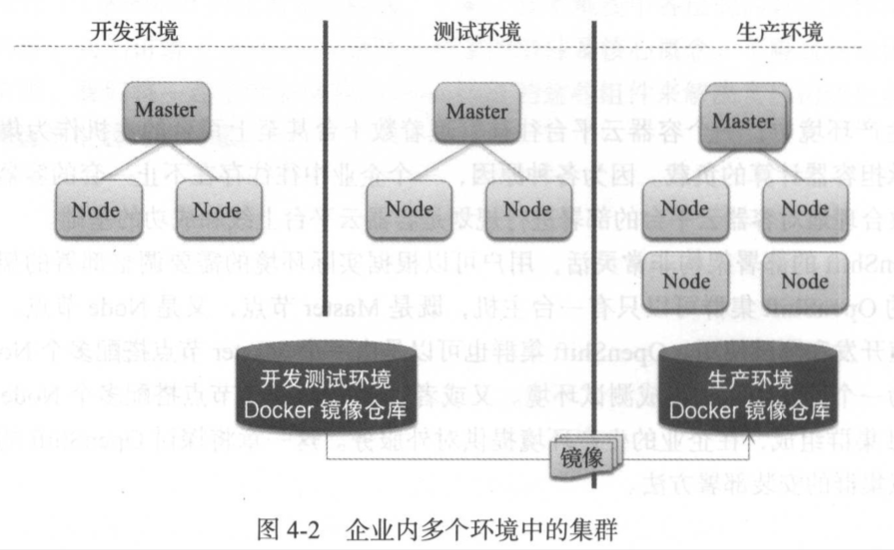 开发环境
测试环境
生产环境
Master
Master
Master
Node
Node
Node
Node
Node
Node
Node
Node
开发测试环境
Docker 镜像仓库
生产环境
Docker 镜像仓库
镜像
图 4-2 企业内多个环境中的集群